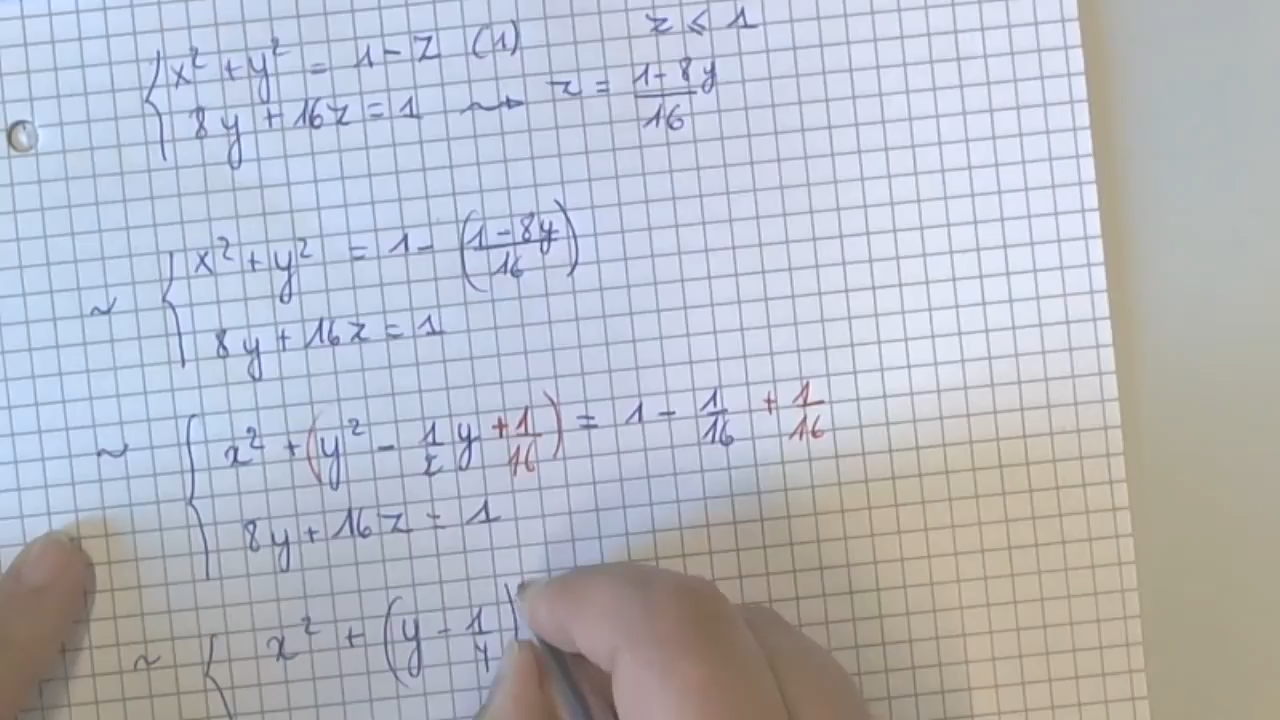 x² + y² = 1 - z (1) z ≤ 1
8y + 16z = 1 ⇝ z = (1 - 8y)/16
~ x² + y² = 1 - ((1 - 8y)/16)
8y + 16z = 1
~ x² + (y² - 1/2 y + 1/16) = 1 - 1/16 + 1/16
8y + 16z = 1
~ x² + (y - 1/4)